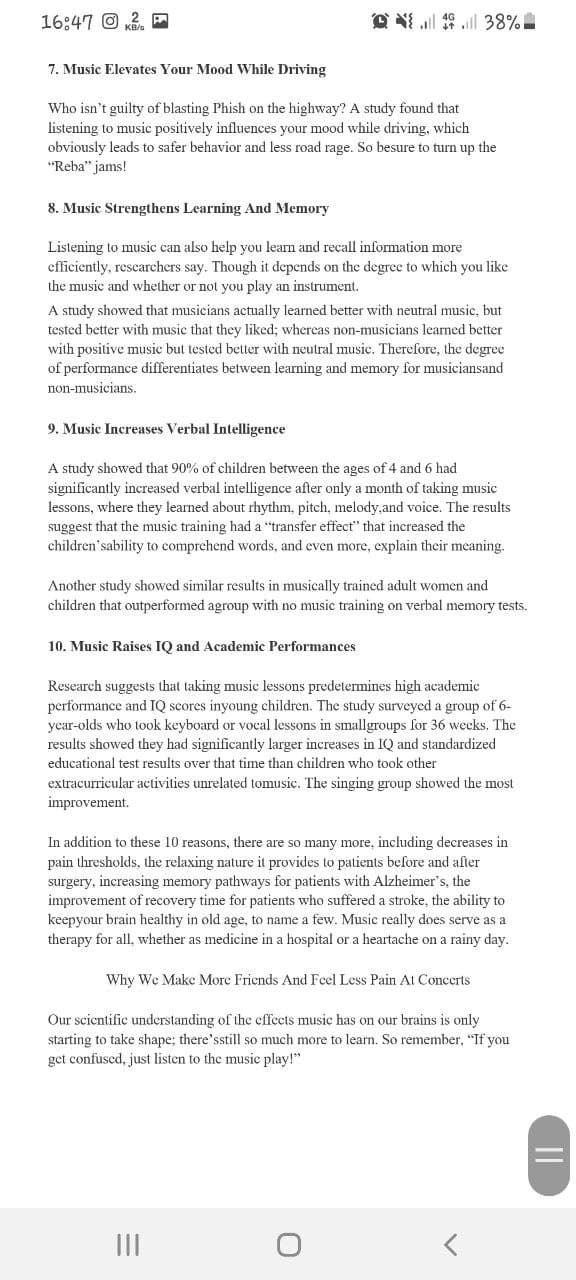 16:47 2 KB/s 4G 38%
7. Music Elevates Your Mood While Driving
Who isn't guilty of blasting Phish on the highway? A study found that
listening to music positively influences your mood while driving, which
obviously leads to safer behavior and less road rage. So besure to turn up the
"Reba" jams!
8. Music Strengthens Learning And Memory
Listening to music can also help you learn and recall information more
efficiently, researchers say. Though it depends on the degree to which you like
the music and whether or not you play an instrument.
A study showed that musicians actually learned better with neutral music, but
tested better with music that they liked; whereas non-musicians learned better
with positive music but tested better with neutral music. Therefore, the degree
of performance differentiates between learning and memory for musiciansand
non-musicians.
9. Music Increases Verbal Intelligence
A study showed that 90% of children between the ages of 4 and 6 had
significantly increased verbal intelligence after only a month of taking music
lessons, where they learned about rhythm, pitch, melody,and voice. The results
suggest that the music training had a "transfer effect" that increased the
children'sability to comprehend words, and even more, explain their meaning.
Another study showed similar results in musically trained adult women and
children that outperformed agroup with no music training on verbal memory tests.
10. Music Raises IQ and Academic Performances
Research suggests that taking music lessons predetermines high academic
performance and IQ scores inyoung children. The study surveyed a group of 6-
year-olds who took keyboard or vocal lessons in smallgroups for 36 weeks. The
results showed they had significantly larger increases in IQ and standardized
educational test results over that time than children who took other
extracurricular activities unrelated tomusic. The singing group showed the most
improvement.
In addition to these 10 reasons, there are so many more, including decreases in
pain thresholds, the relaxing nature it provides to patients before and after
surgery, increasing memory pathways for patients with Alzheimer's, the
improvement of recovery time for patients who suffered a stroke, the ability to
keepyour brain healthy in old age, to name a few. Music really does serve as a
therapy for all, whether as medicine in a hospital or a heartache on a rainy day.
Why We Make More Friends And Feel Less Pain At Concerts
Our scientific understanding of the effects music has on our brains is only
starting to take shape; there'sstill so much more to learn. So remember, "If you
get confused, just listen to the music play!"